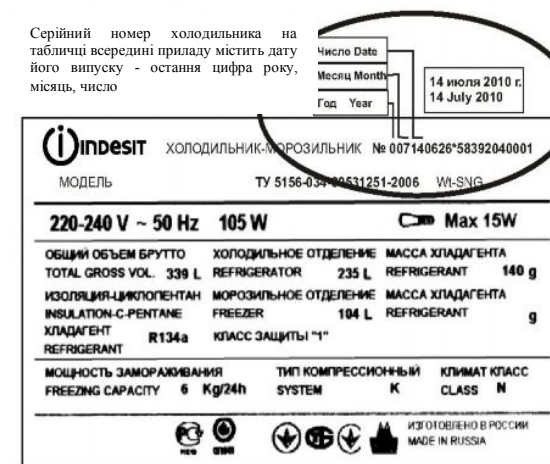 Серійний номер холодильника на
табличці всередині приладу містить дату
його випуску - остання цифра року,
місяць, число
Число Date
Месяц Month
Год Year
14 июля 2010 г.
14 July 2010
indesit ХОЛОДИЛЬНИК-МОРОЗИЛЬНИК № 007140626*58392040001
МОДЕЛЬ ТУ 5156-034-00631251-2006 Wt-SNG
220-240 V ~ 50 Hz 105 W Max 15W
ОБЩИЙ ОБЪЕМ БРУТТО ХОЛОДИЛЬНОЕ ОТДЕЛЕНИЕ МАССА ХЛАДАГЕНТА
TOTAL GROSS VOL. 339 L REFRIGERATOR 235 L REFRIGERANT 140 g
ИЗОЛЯЦИЯ-ЦИКЛОПЕНТАН МОРОЗИЛЬНОЕ ОТДЕЛЕНИЕ МАССА ХЛАДАГЕНТА
INSULATION-C-PENTANE FREEZER 104 L REFRIGERANT g
ХЛАДАГЕНТ R134a КЛАСС ЗАЩИТЫ "1"
REFRIGERANT
МОЩНОСТЬ ЗАМОРАЖИВАНИЯ ТИП КОМПРЕССИОННЫЙ КЛИМАТ КЛАСС
FREEZING CAPACITY 6 Kg/24h SYSTEM K CLASS N
ИЗГОТОВЛЕНО В РОССИИ
MADE IN RUSSIA